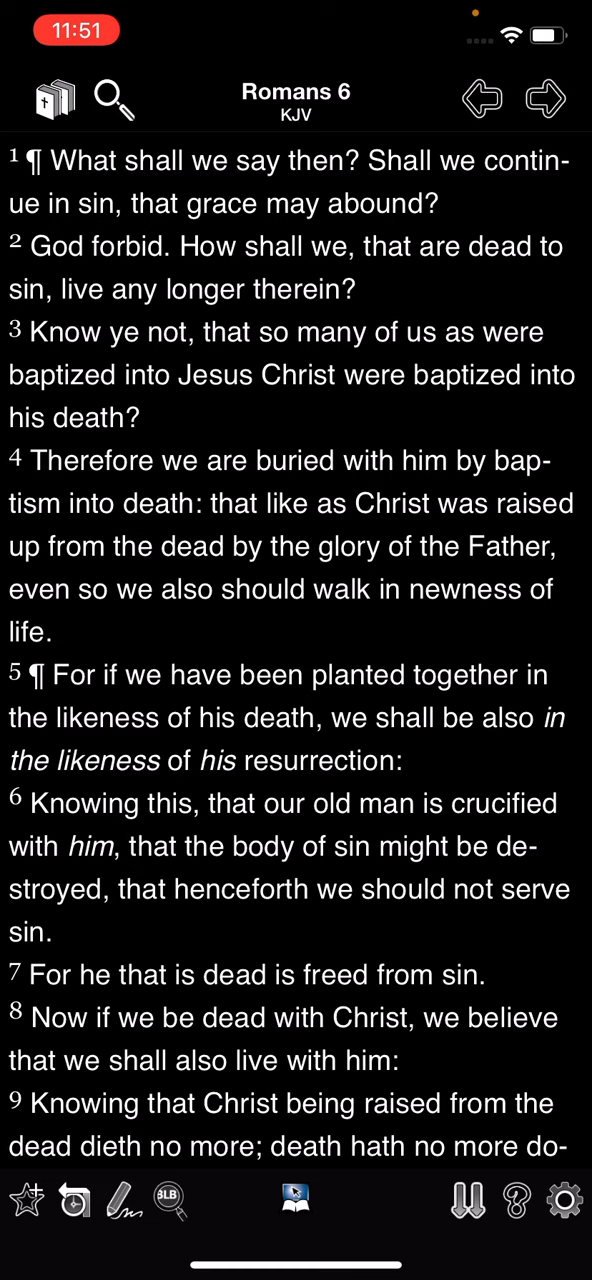 11:51
Romans 6
KJV
1 ¶ What shall we say then? Shall we contin-
ue in sin, that grace may abound?
2 God forbid. How shall we, that are dead to
sin, live any longer therein?
3 Know ye not, that so many of us as were
baptized into Jesus Christ were baptized into
his death?
4 Therefore we are buried with him by bap-
tism into death: that like as Christ was raised
up from the dead by the glory of the Father,
even so we also should walk in newness of
life.
5 ¶ For if we have been planted together in
the likeness of his death, we shall be also in
the likeness of his resurrection:
6 Knowing this, that our old man is crucified
with him, that the body of sin might be de-
stroyed, that henceforth we should not serve
sin.
7 For he that is dead is freed from sin.
8 Now if we be dead with Christ, we believe
that we shall also live with him:
9 Knowing that Christ being raised from the
dead dieth no more; death hath no more do-
BLB